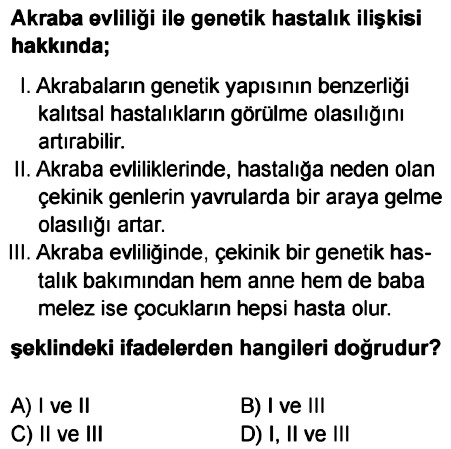 Akraba evliliği ile genetik hastalık ilişkisi
hakkında;
I. Akrabaların genetik yapısının benzerliği
kalıtsal hastalıkların görülme olasılığını
artırabilir.
II. Akraba evliliklerinde, hastalığa neden olan
çekinik genlerin yavrularda bir araya gelme
olasılığı artar.
III. Akraba evliliğinde, çekinik bir genetik has-
talık bakımından hem anne hem de baba
melez ise çocukların hepsi hasta olur.
şeklindeki ifadelerden hangileri doğrudur?
A) I ve II B) I ve III
C) II ve III D) I, II ve III